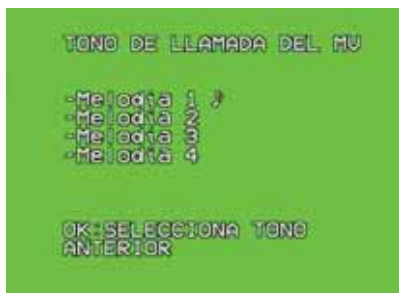 TONO DE LLAMADA DEL MV
-Melodía 1 ♪
-Melodía 2
-Melodía 3
-Melodía 4
OK:SELECCIONA TONO
ANTERIOR